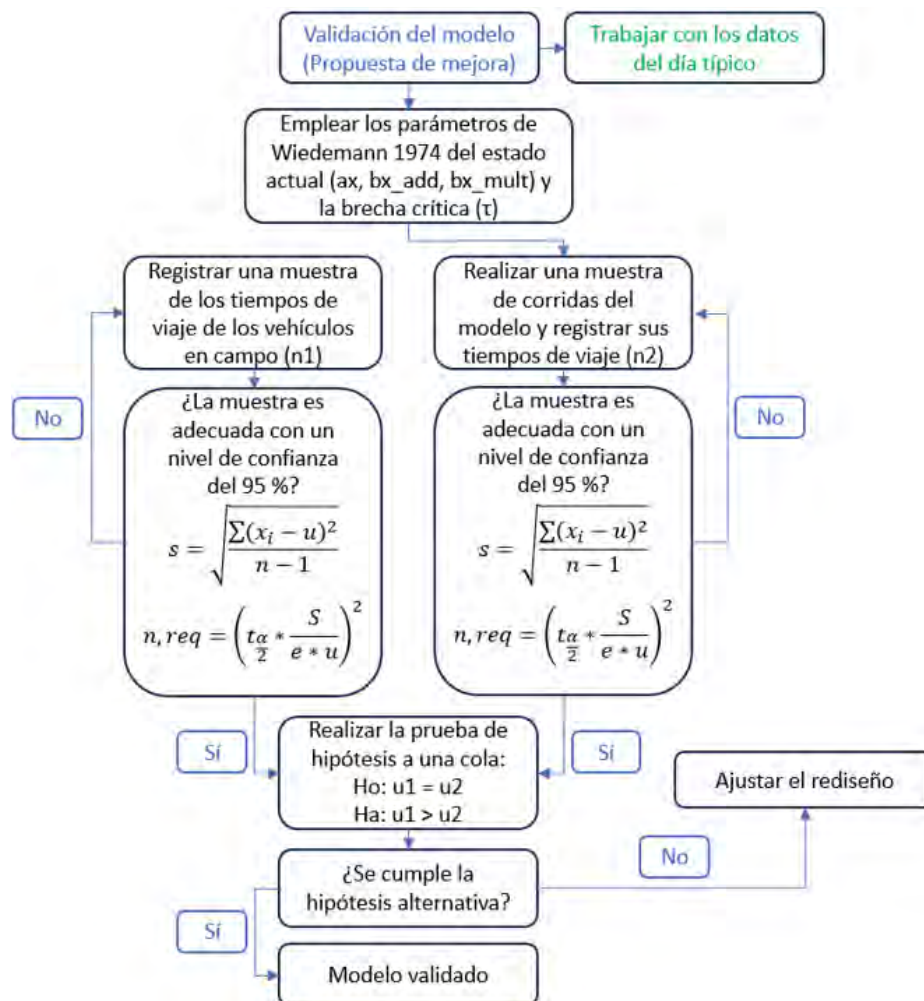 Validación del modelo
(Propuesta de mejora)
Trabajar con los datos
del día típico
Emplear los parámetros de
Wiedemann 1974 del estado
actual (ax, bx_add, bx_mult) y
la brecha crítica (τ)
Registrar una muestra
de los tiempos de
viaje de los vehículos
en campo (n1)
Realizar una muestra
de corridas del
modelo y registrar sus
tiempos de viaje (n2)
No
¿La muestra es
adecuada con un
nivel de confianza
del 95 %?
s = √(∑(x_i − u)² / (n − 1))
n, req = (t_{α/2} * S / (e * u))²
¿La muestra es
adecuada con un
nivel de confianza
del 95 %?
s = √(∑(x_i − u)² / (n − 1))
n, req = (t_{α/2} * S / (e * u))²
No
Sí
Realizar la prueba de
hipótesis a una cola:
Ho: u1 = u2
Ha: u1 > u2
Sí
Ajustar el rediseño
No
¿Se cumple la
hipótesis alternativa?
Sí
Modelo validado